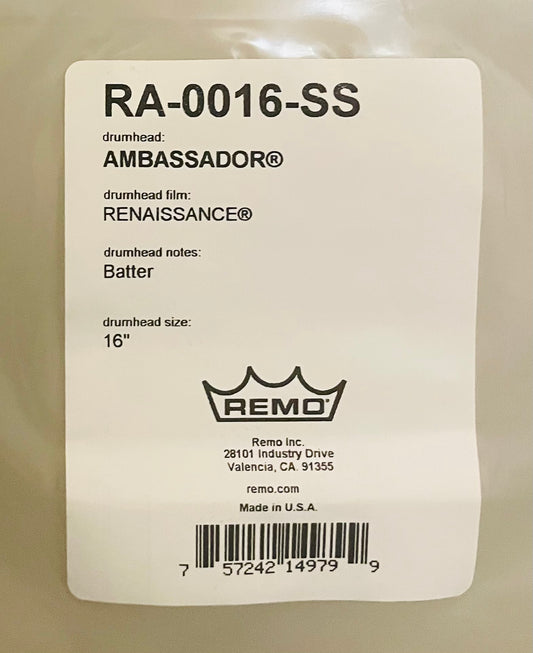 RA-0016-SS
drumhead:
AMBASSADOR®
drumhead film:
RENAISSANCE®
drumhead notes:
Batter
drumhead size:
16"
REMO®
Remo Inc.
28101 Industry Drive
Valencia, CA. 91355
remo.com
Made in U.S.A.
7 57242 14979 9